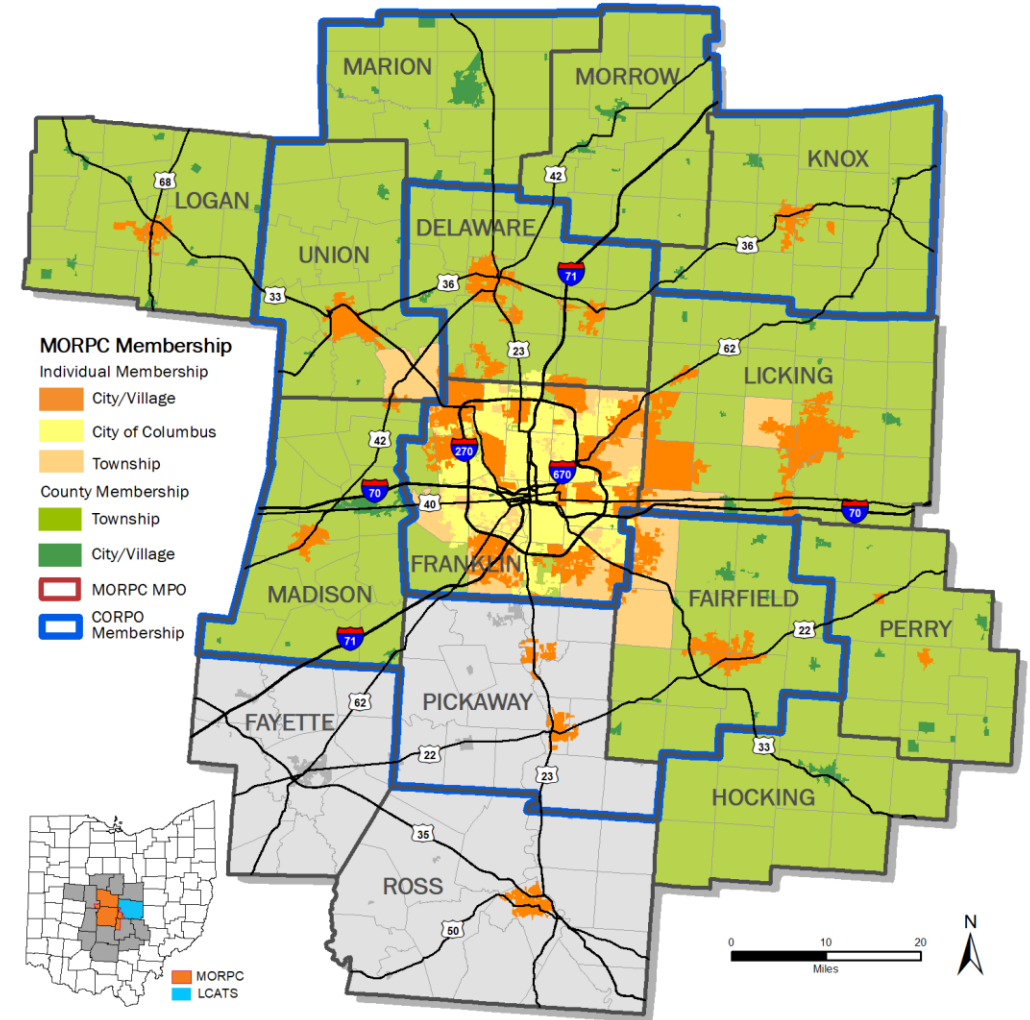 MARION
MORROW
KNOX
68
42
LOGAN
DELAWARE
36
UNION
71
36
33
23
62
MORPC Membership
Individual Membership
City/Village
City of Columbus
Township
County Membership
Township
City/Village
MORPC MPO
CORPO
Membership
LICKING
42
270
670
70
40
70
FRANKLIN
MADISON
FAIRFIELD
22
PERRY
71
62
PICKAWAY
FAYETTE
22
33
23
HOCKING
35
ROSS
50
N
0 10 20
Miles
MORPC
LCATS